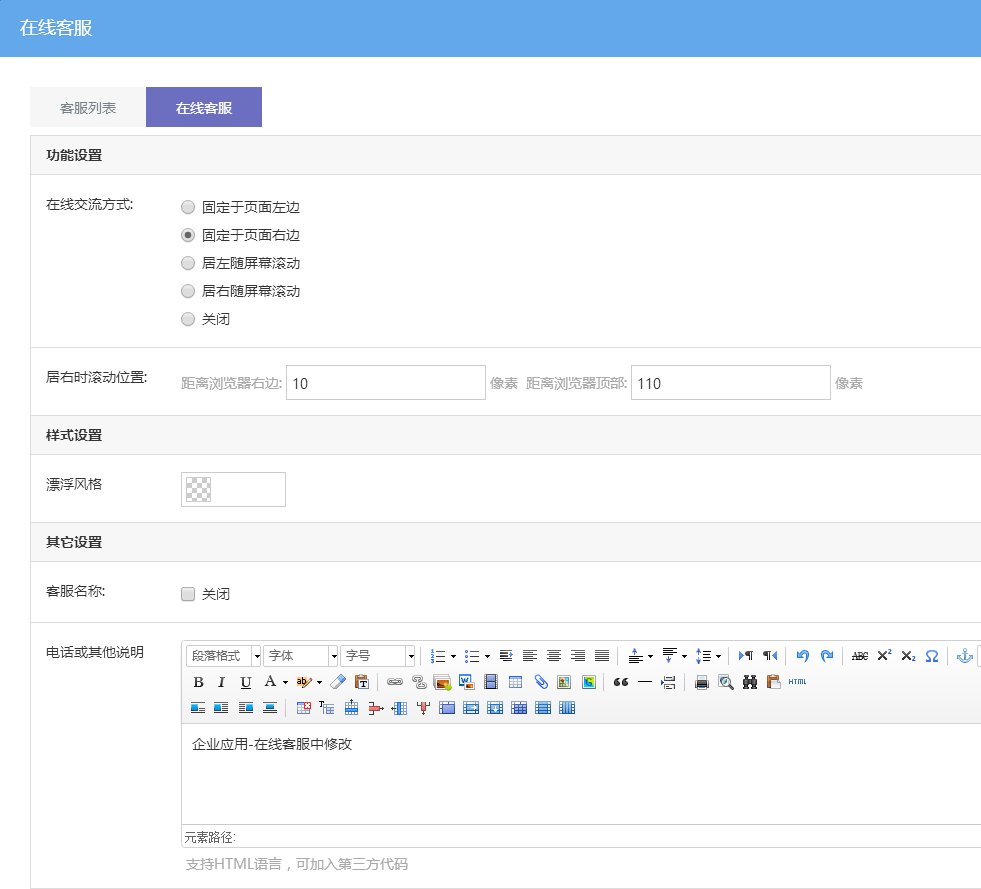 在线客服
客服列表 在线客服
功能设置
在线交流方式:
固定于页面左边
固定于页面右边
居左随屏幕滚动
居右随屏幕滚动
关闭
居右时滚动位置: 距离浏览器右边: 10 像素 距离浏览器顶部: 110 像素
样式设置
漂浮风格
其它设置
客服名称: 关闭
电话或其他说明
段落格式 字体 字号 ABC X² X₂ Ω
B I U A ab HTML
企业应用-在线客服中修改
元素路径:
支持HTML语言，可加入第三方代码